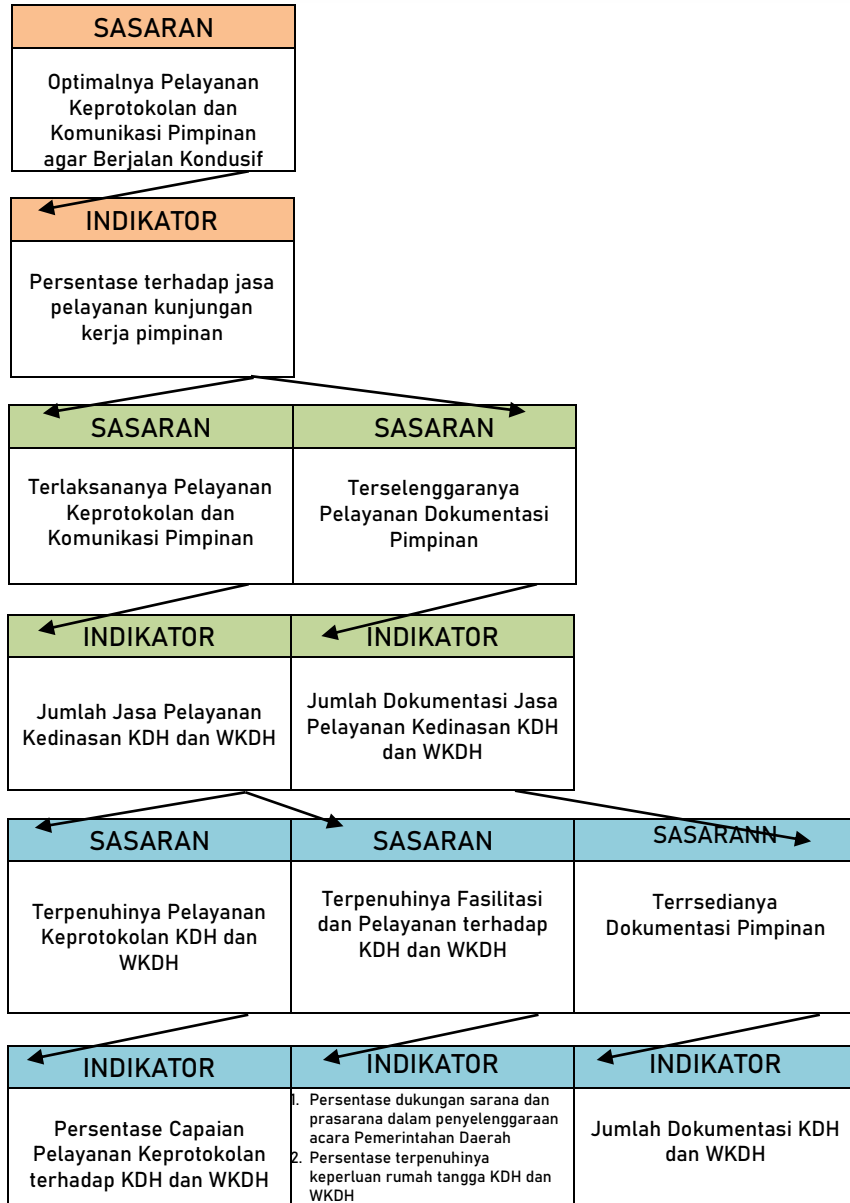 SASARAN
Optimalnya Pelayanan
Keprotokolan dan
Komunikasi Pimpinan
agar Berjalan Kondusif
INDIKATOR
Persentase terhadap jasa
pelayanan kunjungan
kerja pimpinan
SASARAN
Terlaksananya Pelayanan
Keprotokolan dan
Komunikasi Pimpinan
SASARAN
Terselenggaranya
Pelayanan Dokumentasi
Pimpinan
INDIKATOR
Jumlah Jasa Pelayanan
Kedinasan KDH dan WKDH
INDIKATOR
Jumlah Dokumentasi Jasa
Pelayanan Kedinasan KDH
dan WKDH
SASARAN
Terpenuhinya Pelayanan
Keprotokolan KDH dan
WKDH
SASARAN
Terpenuhinya Fasilitasi
dan Pelayanan terhadap
KDH dan WKDH
SASARANN
Terrsedianya
Dokumentasi Pimpinan
INDIKATOR
Persentase Capaian
Pelayanan Keprotokolan
terhadap KDH dan WKDH
INDIKATOR
1. Persentase dukungan sarana dan
prasarana dalam penyelenggaraan
acara Pemerintahan Daerah
2. Persentase terpenuhinya
keperluan rumah tangga KDH dan
WKDH
INDIKATOR
Jumlah Dokumentasi KDH
dan WKDH